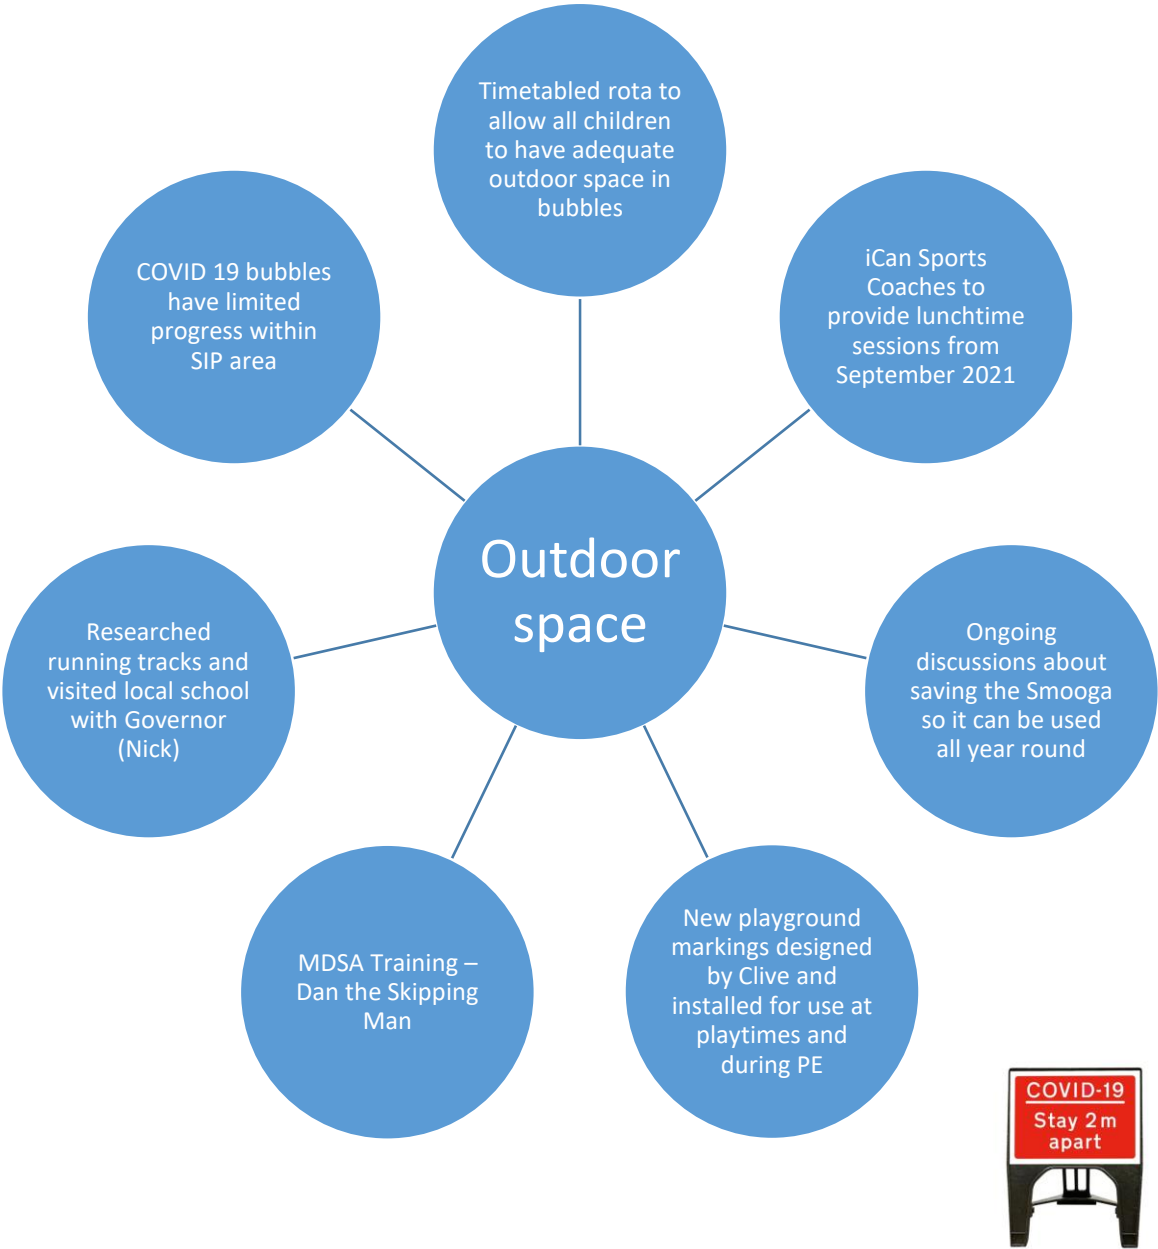 Timetabled rota to
allow all children
to have adequate
outdoor space in
bubbles
iCan Sports
Coaches to
provide lunchtime
sessions from
September 2021
Ongoing
discussions about
saving the Smooga
so it can be used
all year round
New playground
markings designed
by Clive and
installed for use at
playtimes and
during PE
MDSA Training –
Dan the Skipping
Man
Researched
running tracks and
visited local school
with Governor
(Nick)
COVID 19 bubbles
have limited
progress within
SIP area
Outdoor
space
COVID-19
Stay 2m
apart